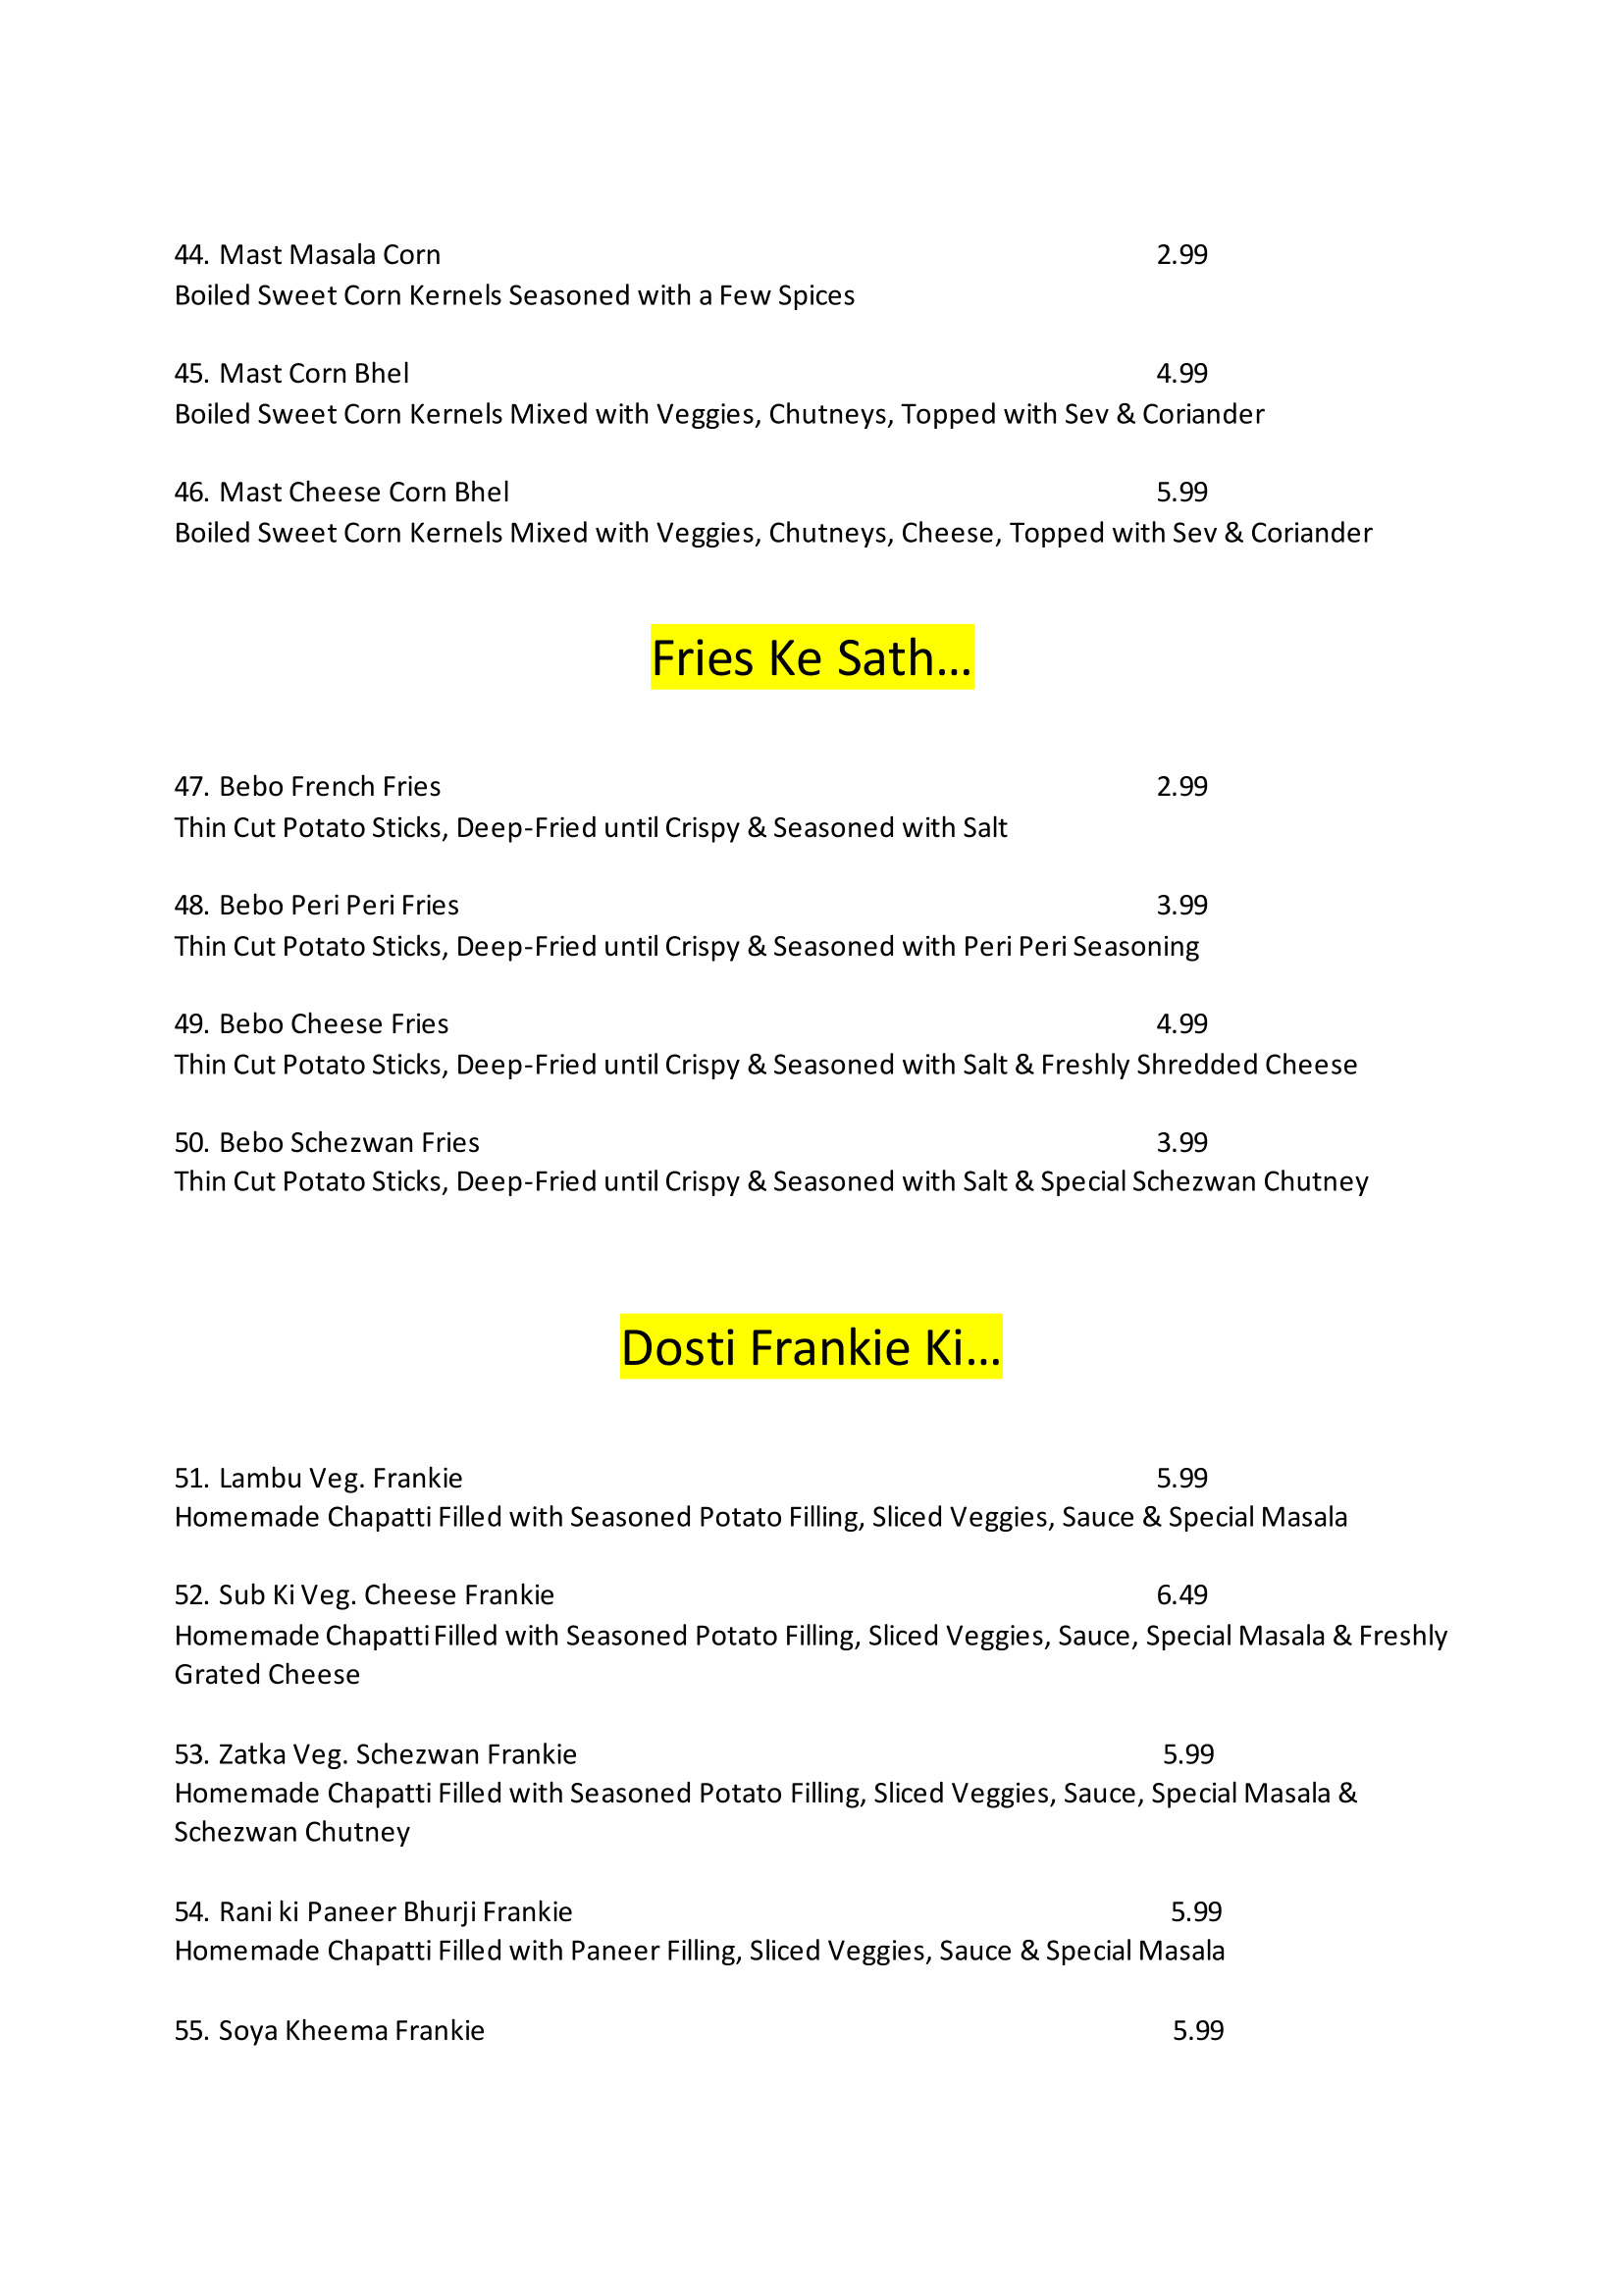 44. Mast Masala Corn 2.99
Boiled Sweet Corn Kernels Seasoned with a Few Spices
45. Mast Corn Bhel 4.99
Boiled Sweet Corn Kernels Mixed with Veggies, Chutneys, Topped with Sev & Coriander
46. Mast Cheese Corn Bhel 5.99
Boiled Sweet Corn Kernels Mixed with Veggies, Chutneys, Cheese, Topped with Sev & Coriander
Fries Ke Sath...
47. Bebo French Fries 2.99
Thin Cut Potato Sticks, Deep-Fried until Crispy & Seasoned with Salt
48. Bebo Peri Peri Fries 3.99
Thin Cut Potato Sticks, Deep-Fried until Crispy & Seasoned with Peri Peri Seasoning
49. Bebo Cheese Fries 4.99
Thin Cut Potato Sticks, Deep-Fried until Crispy & Seasoned with Salt & Freshly Shredded Cheese
50. Bebo Schezwan Fries 3.99
Thin Cut Potato Sticks, Deep-Fried until Crispy & Seasoned with Salt & Special Schezwan Chutney
Dosti Frankie Ki...
51. Lambu Veg. Frankie 5.99
Homemade Chapatti Filled with Seasoned Potato Filling, Sliced Veggies, Sauce & Special Masala
52. Sub Ki Veg. Cheese Frankie 6.49
Homemade Chapatti Filled with Seasoned Potato Filling, Sliced Veggies, Sauce, Special Masala & Freshly
Grated Cheese
53. Zatka Veg. Schezwan Frankie 5.99
Homemade Chapatti Filled with Seasoned Potato Filling, Sliced Veggies, Sauce, Special Masala &
Schezwan Chutney
54. Rani ki Paneer Bhurji Frankie 5.99
Homemade Chapatti Filled with Paneer Filling, Sliced Veggies, Sauce & Special Masala
55. Soya Kheema Frankie 5.99